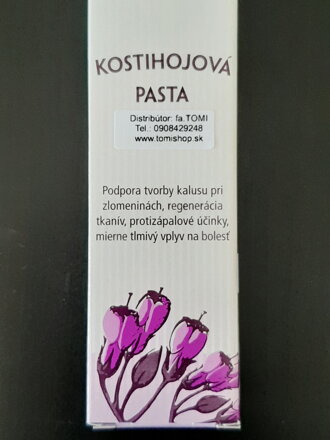 KOSTIHOJOVÁ
PASTA
Distribútor: fa.TOMI
Tel.: 0908429248
www.tomishop.sk
Podpora tvorby kalusu pri
zlomeninách, regenerácia
tkanív, protizápalové účinky,
mierne tlmivý vplyv na bolesť